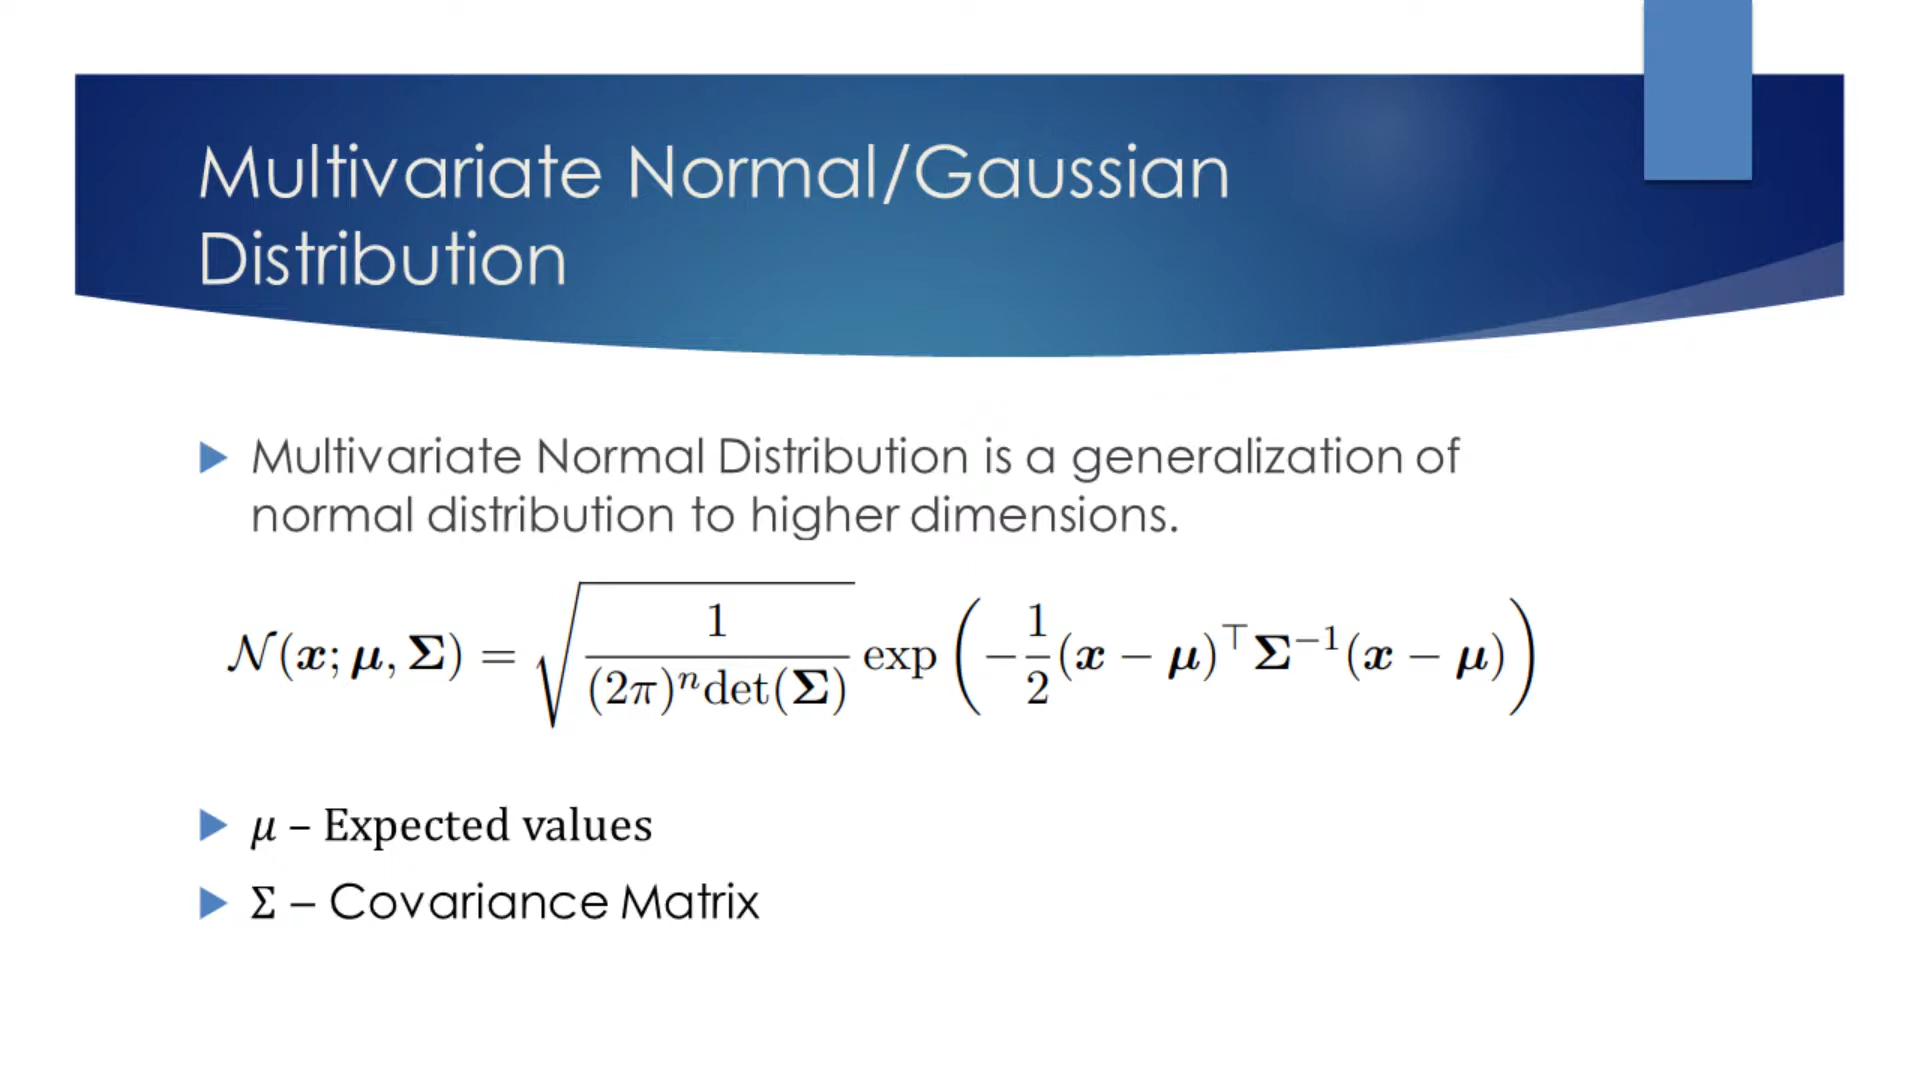 Multivariate Normal/Gaussian
Distribution
Multivariate Normal Distribution is a generalization of
normal distribution to higher dimensions.
𝒩(𝒙; 𝝁, 𝚺) = √(1/((2π)ⁿdet(𝚺))) exp(−1/2(𝒙 − 𝝁)⊤𝚺⁻¹(𝒙 − 𝝁))
μ – Expected values
Σ – Covariance Matrix